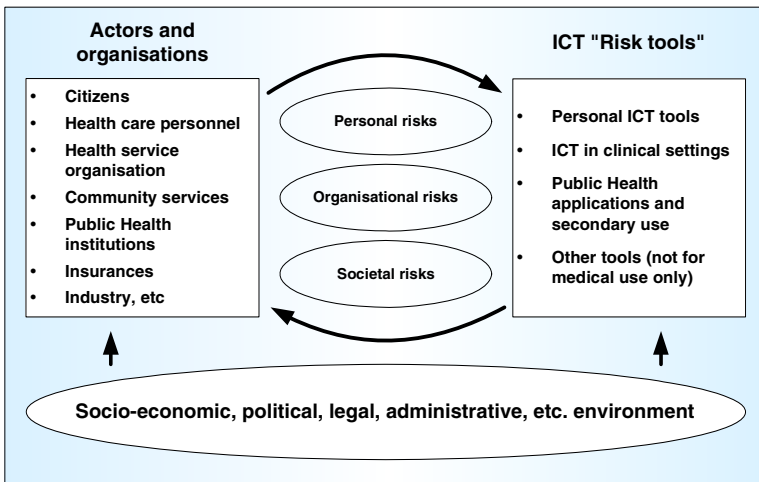 Actors and
organisations
• Citizens
• Health care personnel
• Health service
organisation
• Community services
• Public Health
institutions
• Insurances
• Industry, etc
Personal risks
Organisational risks
Societal risks
ICT "Risk tools"
• Personal ICT tools
• ICT in clinical settings
• Public Health
applications and
secondary use
• Other tools (not for
medical use only)
Socio-economic, political, legal, administrative, etc. environment